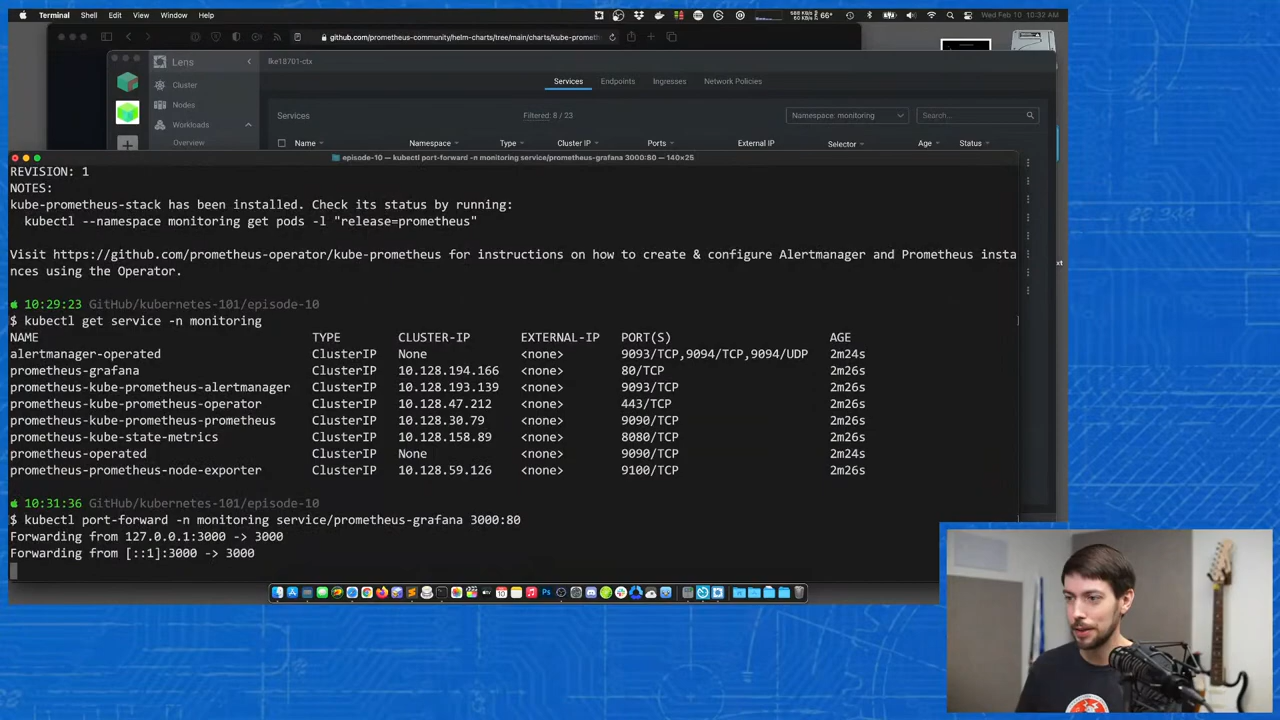 Terminal Shell Edit View Window Help
66° Wed Feb 10 10:32 AM
github.com/prometheus-community/helm-charts/tree/main/charts/kube-prometh
Lens
lke18701-ctx
Cluster
Services Endpoints Ingresses Network Policies
Nodes
Services Filtered: 8 / 23 Namespace: monitoring Search...
Workloads
Overview
Name Namespace Type Cluster IP Ports External IP Selector Age Status
episode-10 — kubectl port-forward -n monitoring service/prometheus-grafana 3000:80 — 140×25
REVISION: 1
NOTES:
kube-prometheus-stack has been installed. Check its status by running:
kubectl --namespace monitoring get pods -l "release=prometheus"
Visit https://github.com/prometheus-operator/kube-prometheus for instructions on how to create & configure Alertmanager and Prometheus insta
nces using the Operator.
10:29:23 GitHub/kubernetes-101/episode-10
$ kubectl get service -n monitoring
NAME TYPE CLUSTER-IP EXTERNAL-IP PORT(S) AGE
alertmanager-operated ClusterIP None <none> 9093/TCP,9094/TCP,9094/UDP 2m24s
prometheus-grafana ClusterIP 10.128.194.166 <none> 80/TCP 2m26s
prometheus-kube-prometheus-alertmanager ClusterIP 10.128.193.139 <none> 9093/TCP 2m26s
prometheus-kube-prometheus-operator ClusterIP 10.128.47.212 <none> 443/TCP 2m26s
prometheus-kube-prometheus-prometheus ClusterIP 10.128.30.79 <none> 9090/TCP 2m26s
prometheus-kube-state-metrics ClusterIP 10.128.158.89 <none> 8080/TCP 2m26s
prometheus-operated ClusterIP None <none> 9090/TCP 2m24s
prometheus-prometheus-node-exporter ClusterIP 10.128.59.126 <none> 9100/TCP 2m26s
10:31:36 GitHub/kubernetes-101/episode-10
$ kubectl port-forward -n monitoring service/prometheus-grafana 3000:80
Forwarding from 127.0.0.1:3000 -> 3000
Forwarding from [::1]:3000 -> 3000